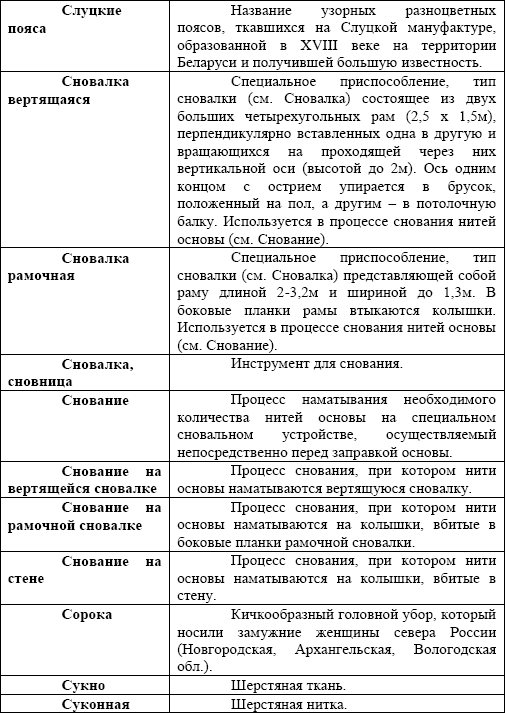 Слуцкие Название узорных разноцветных
пояса поясов, ткавшихся на Слуцкой мануфактуре,
образованной в XVIII веке на территории
Беларуси и получившей большую известность.
Сновалка Специальное приспособление, тип
вертящаяся сновалки (см. Сновалка) состоящее из двух
больших четырехугольных рам (2,5 х 1,5м),
перпендикулярно вставленных одна в другую и
вращающихся на проходящей через них
вертикальной оси (высотой до 2м). Ось одним
концом с острием упирается в брусок,
положенный на пол, а другим – в потолочную
балку. Используется в процессе снования нитей
основы (см. Снование).
Сновалка Специальное приспособление, тип
рамочная сновалки (см. Сновалка) представляющей собой
раму длиной 2-3,2м и шириной до 1,3м. В
боковые планки рамы втыкаются колышки.
Используется в процессе снования нитей основы
(см. Снование).
Сновалка, Инструмент для снования.
сновница
Снование Процесс наматывания необходимого
количества нитей основы на специальном
сновальном устройстве, осуществляемый
непосредственно перед заправкой основы.
Снование на Процесс снования, при котором нити
вертящейся сновалке основы наматываются вертящуюся сновалку.
Снование на Процесс снования, при котором нити
рамочной сновалке основы наматываются на колышки, вбитые в
боковые планки рамочной сновалки.
Снование на Процесс снования, при котором нити
стене основы наматываются на колышки, вбитые в
стену.
Сорока Кичкообразный головной убор, который
носили замужние женщины севера России
(Новгородская, Архангельская, Вологодская
обл.).
Сукно Шерстяная ткань.
Суконная Шерстяная нитка.